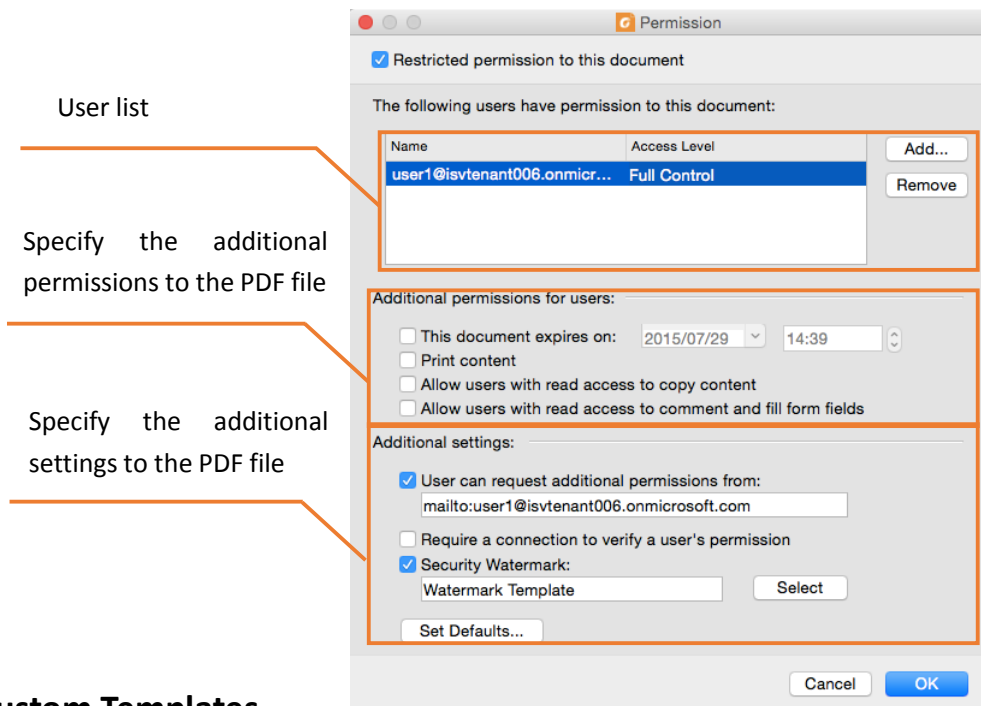 Permission
Restricted permission to this document
User list
The following users have permission to this document:
Name Access Level
Add...
user1@isvtenant006.onmicr... Full Control
Remove
Specify the additional
permissions to the PDF file
Additional permissions for users:
This document expires on: 2015/07/29 14:39
Print content
Allow users with read access to copy content
Allow users with read access to comment and fill form fields
Specify the additional
settings to the PDF file
Additional settings:
User can request additional permissions from:
mailto:user1@isvtenant006.onmicrosoft.com
Require a connection to verify a user's permission
Security Watermark:
Watermark Template Select
Set Defaults...
Cancel OK